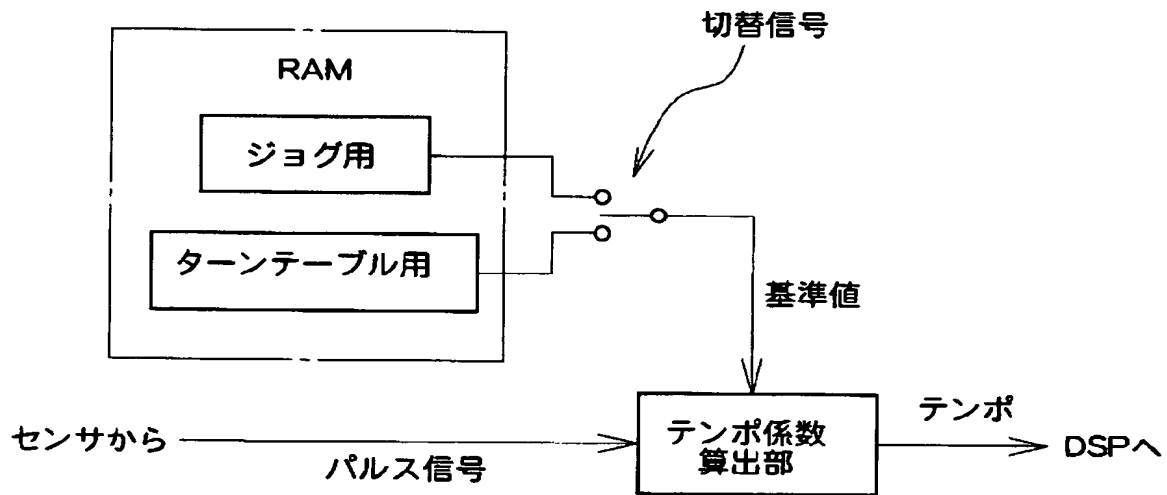 切替信号
RAM
ジョグ用
ターンテーブル用
基準値
センサから
パルス信号
テンポ係数
算出部
テンポ
DSPへ